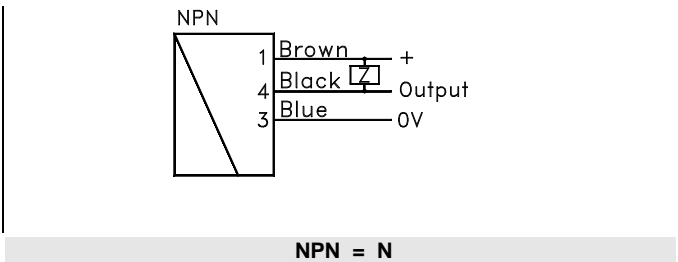 NPN
1 Brown +
Z
4 Black Output
3 Blue 0V
NPN = N